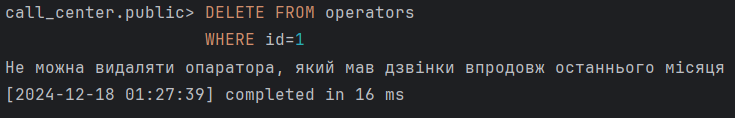 call_center.public> DELETE FROM operators
WHERE id=1
Не можна видаляти опаратора, який мав дзвінки впродовж останнього місяця
[2024-12-18 01:27:39] completed in 16 ms